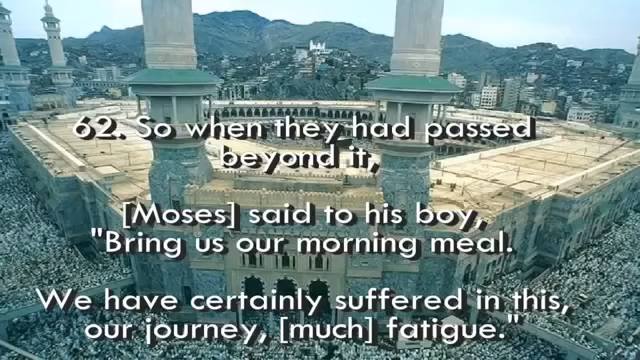 62. So when they had passed
beyond it,
[Moses] said to his boy,
"Bring us our morning meal.
We have certainly suffered in this,
our journey, [much] fatigue."